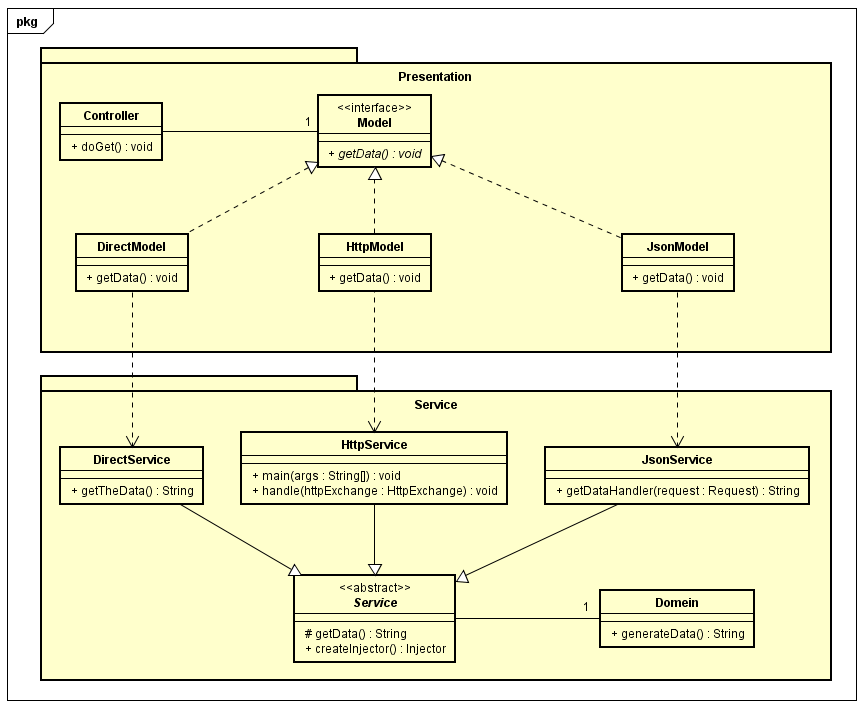 pkg
Presentation
Controller
+ doGet() : void
1
<<interface>>
Model
+ getData() : void
DirectModel
+ getData() : void
HttpModel
+ getData() : void
JsonModel
+ getData() : void
Service
DirectService
+ getTheData() : String
HttpService
+ main(args : String[]) : void
+ handle(httpExchange : HttpExchange) : void
JsonService
+ getDataHandler(request : Request) : String
<<abstract>>
Service
# getData() : String
+ createInjector() : Injector
1
Domein
+ generateData() : String